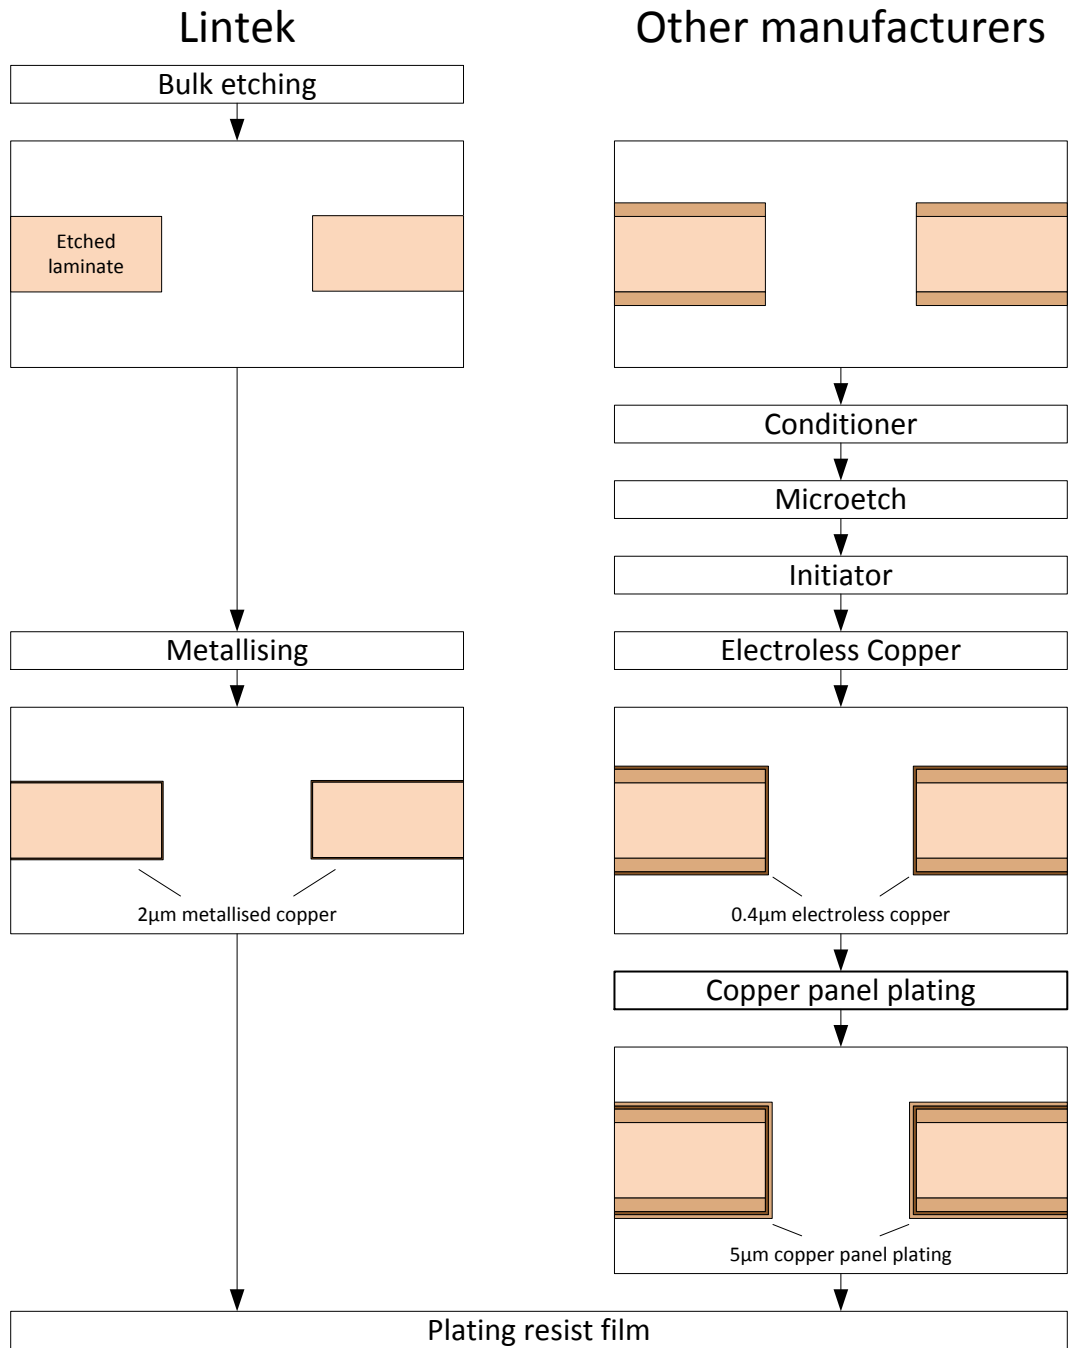 Lintek
Other manufacturers
Bulk etching
Etched
laminate
Conditioner
Microetch
Initiator
Metallising
Electroless Copper
2µm metallised copper
0.4µm electroless copper
Copper panel plating
5µm copper panel plating
Plating resist film